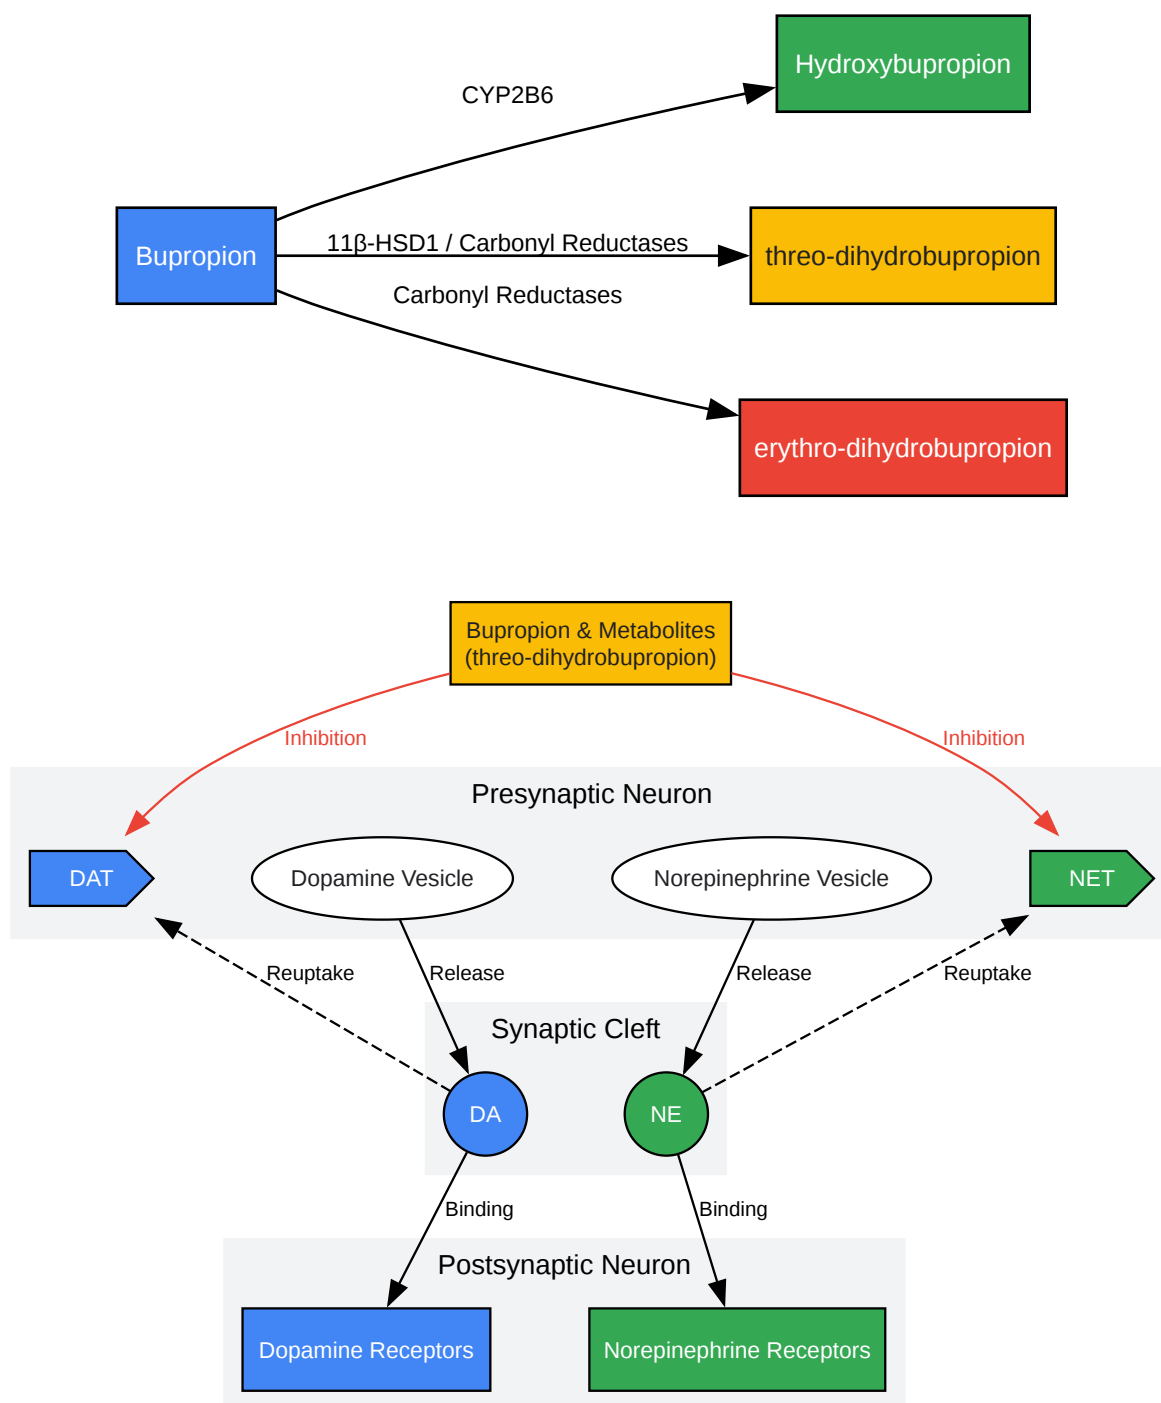 Hydroxybupropion
CYP2B6
Bupropion
11β-HSD1 / Carbonyl Reductases
threo-dihydrobupropion
Carbonyl Reductases
erythro-dihydrobupropion
Bupropion & Metabolites
(threo-dihydrobupropion)
Inhibition
Inhibition
Presynaptic Neuron
DAT
Dopamine Vesicle
Norepinephrine Vesicle
NET
Reuptake
Release
Release
Reuptake
Synaptic Cleft
DA
NE
Binding
Binding
Postsynaptic Neuron
Dopamine Receptors
Norepinephrine Receptors